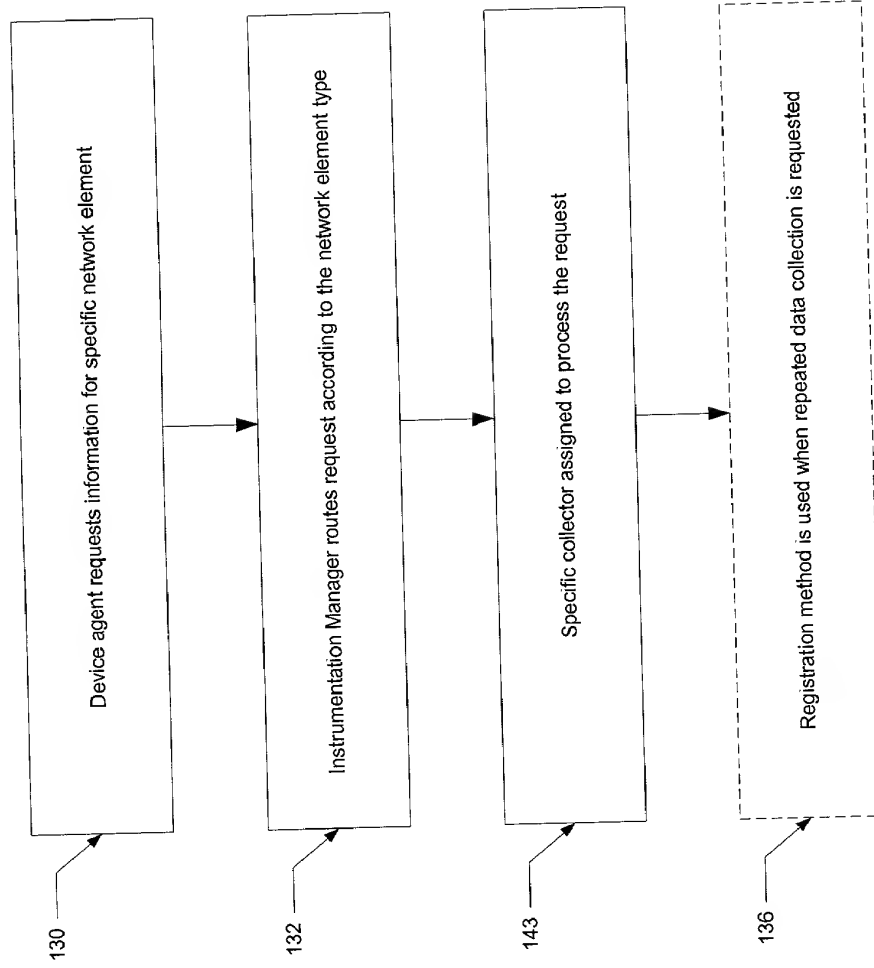 130
Device agent requests information for specific network element
132
Instrumentation Manager routes request according to the network element type
143
Specific collector assigned to process the request
136
Registration method is used when repeated data collection is requested